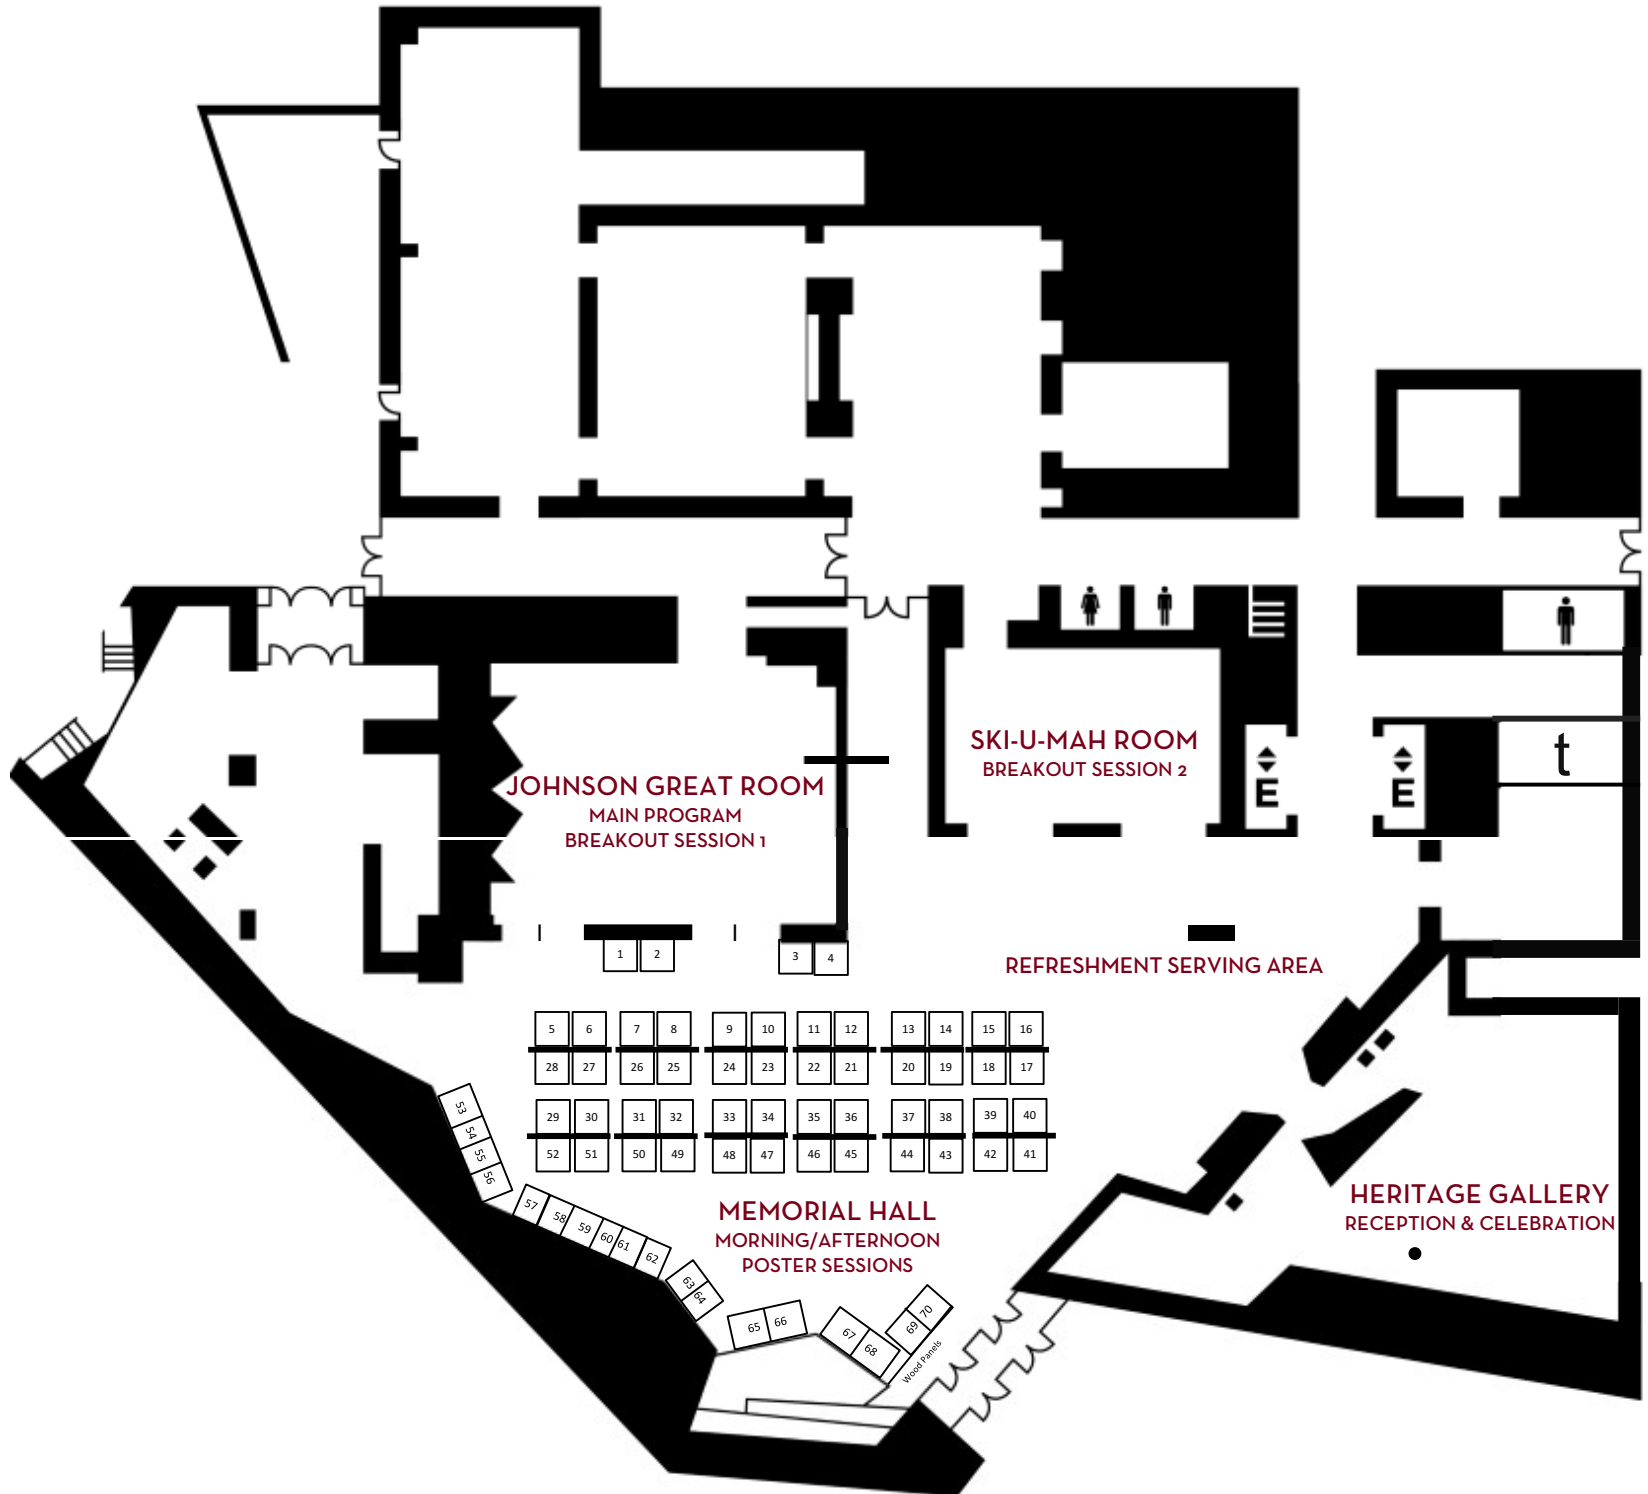 SKI-U-MAH ROOM
BREAKOUT SESSION 2
t
E
E
JOHNSON GREAT ROOM
MAIN PROGRAM
BREAKOUT SESSION 1
1 2 3 4
REFRESHMENT SERVING AREA
5 6 7 8 9 10 11 12 13 14 15 16
28 27 26 25 24 23 22 21 20 19 18 17
29 30 31 32 33 34 35 36 37 38 39 40
52 51 50 49 48 47 46 45 44 43 42 41
53
54
55
56
57
58
59
60
61
62
63
64
65 66
67
68
69
70
Wood Panels
MEMORIAL HALL
MORNING/AFTERNOON
POSTER SESSIONS
HERITAGE GALLERY
RECEPTION & CELEBRATION